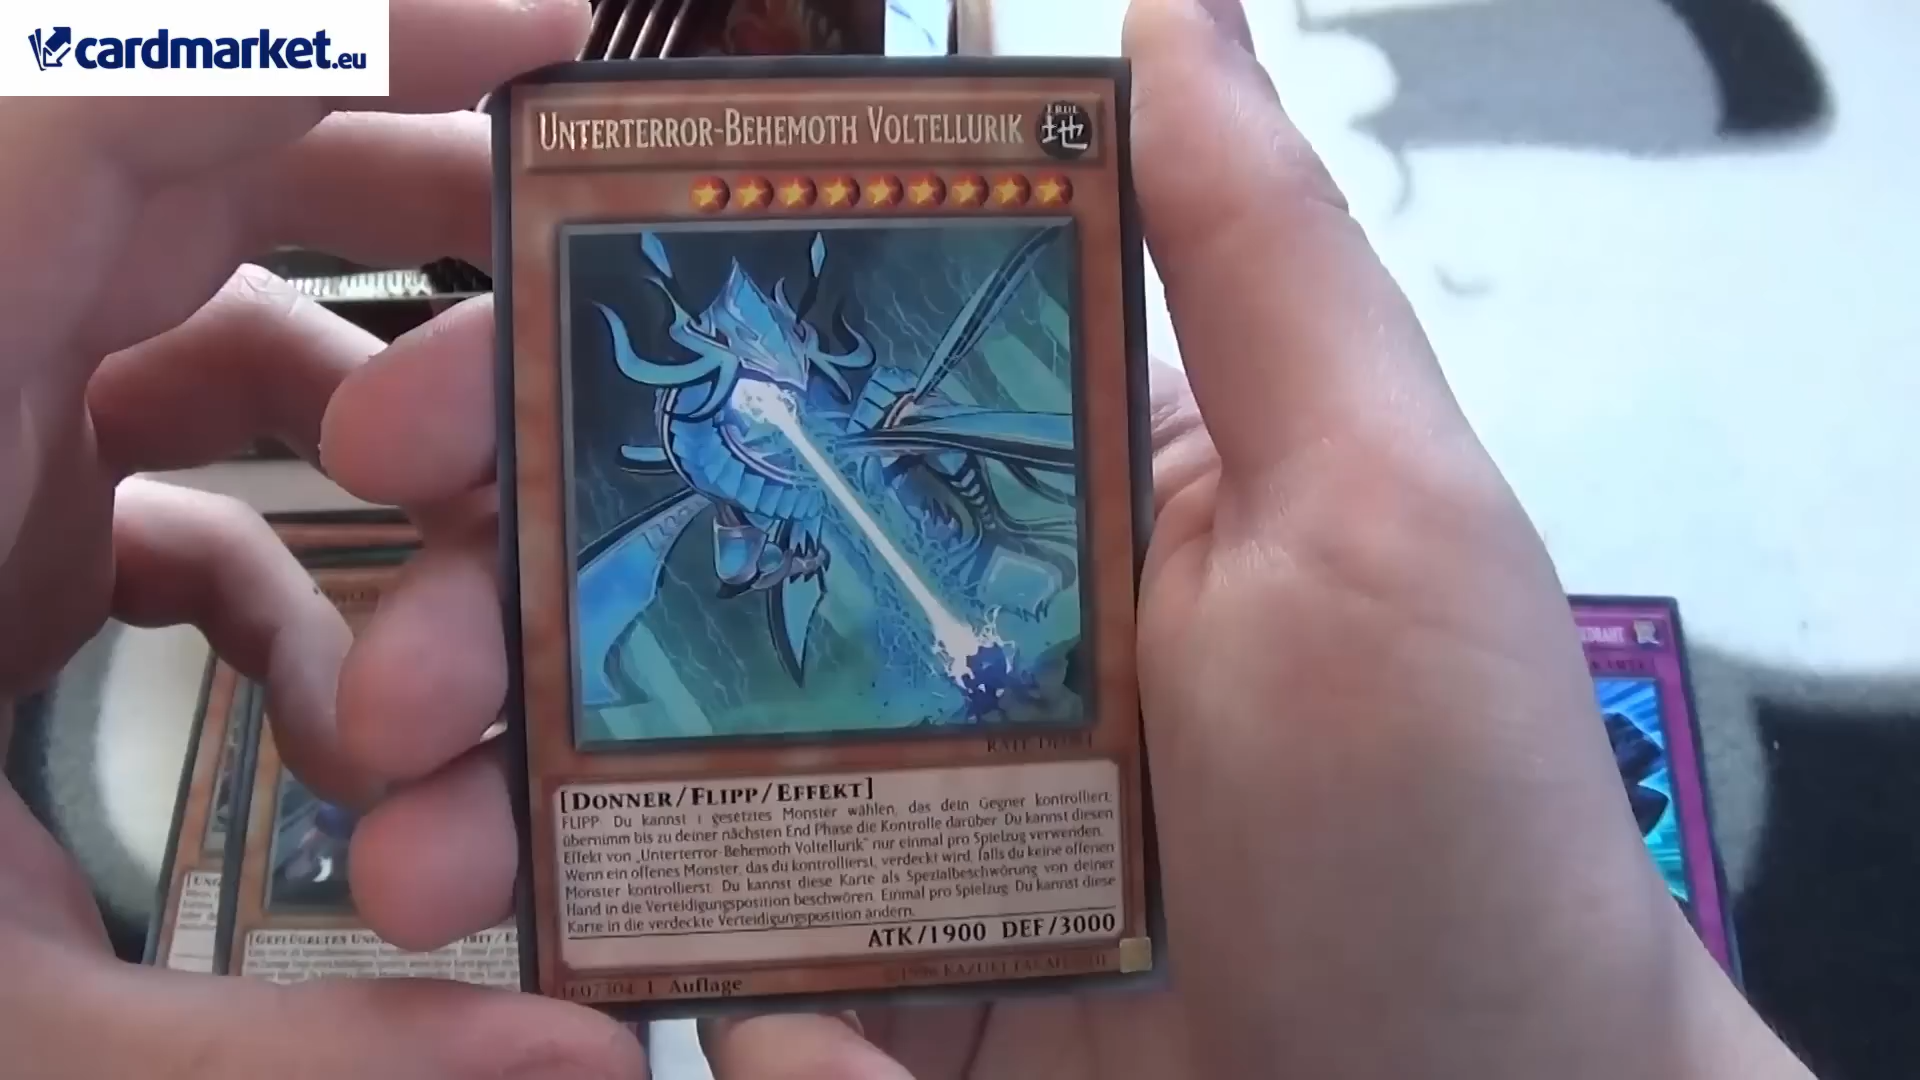 cardmarket.eu
UNTERTERROR-BEHEMOTH VOLTELLURIK
ERDE
地
[DONNER/FLIPP/EFFEKT]
FLIPP: Du kannst 1 gesetztes Monster wählen, das dein Gegner kontrolliert;
übernimm bis zu deiner nächsten End Phase die Kontrolle darüber. Du kannst diesen
Effekt von „Unterterror-Behemoth Voltellurik" nur einmal pro Spielzug verwenden.
Wenn ein offenes Monster, das du kontrollierst, verdeckt wird, falls du keine offenen
Monster kontrollierst: Du kannst diese Karte als Spezialbeschwörung von deiner
Hand in die Verteidigungsposition beschwören. Einmal pro Spielzug: Du kannst diese
Karte in die verdeckte Verteidigungsposition ändern.
ATK/1900 DEF/3000
1. Auflage
©1996 KAZUKI TAKAHASHI